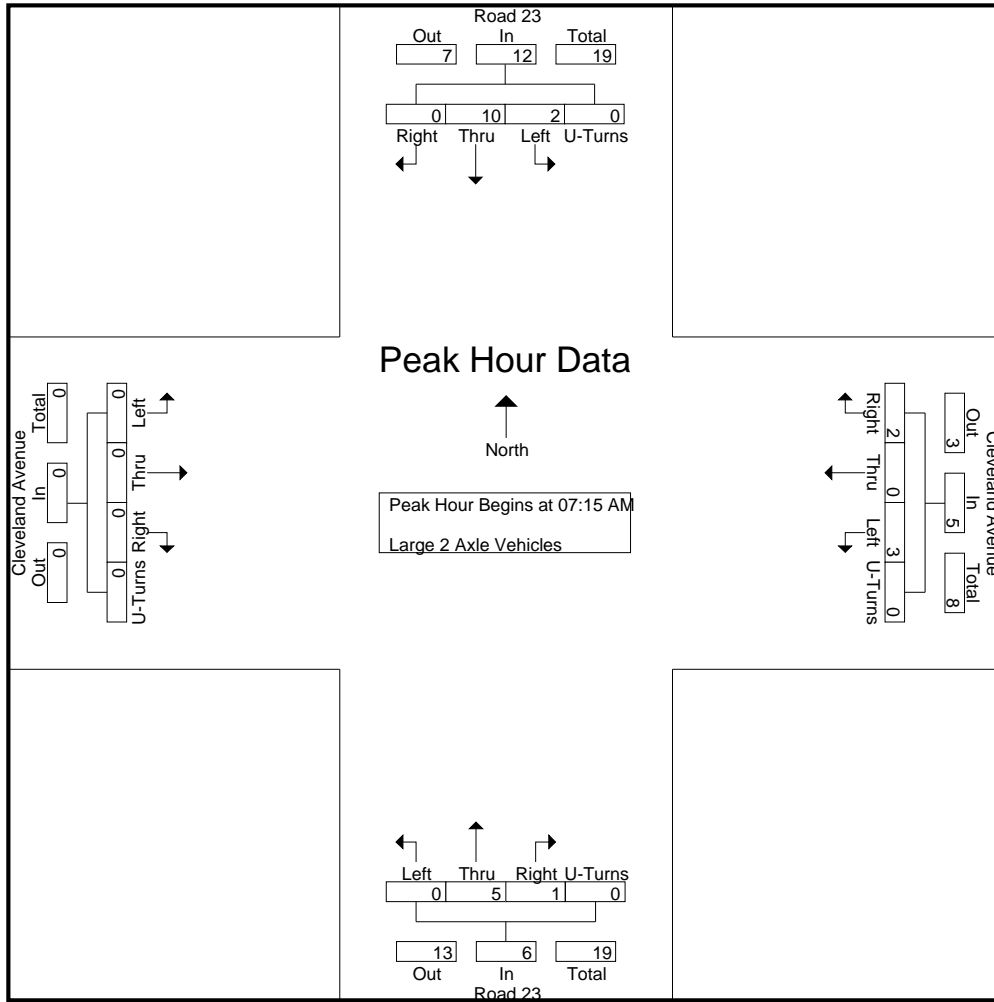 Road 23
Out In Total
7 12 19
0 10 2 0
Right Thru Left U-Turns
Peak Hour Data
North
Peak Hour Begins at 07:15 AM
Large 2 Axle Vehicles
Cleveland Avenue
Out In Total
0 0 0
0 0 0 0
U-Turns Right Thru Left
Cleveland Avenue
Out In Total
3 5 8
2 0 3 0
Right Thru Left U-Turns
Left Thru Right U-Turns
0 5 1 0
13 6 19
Out In Total
Road 23